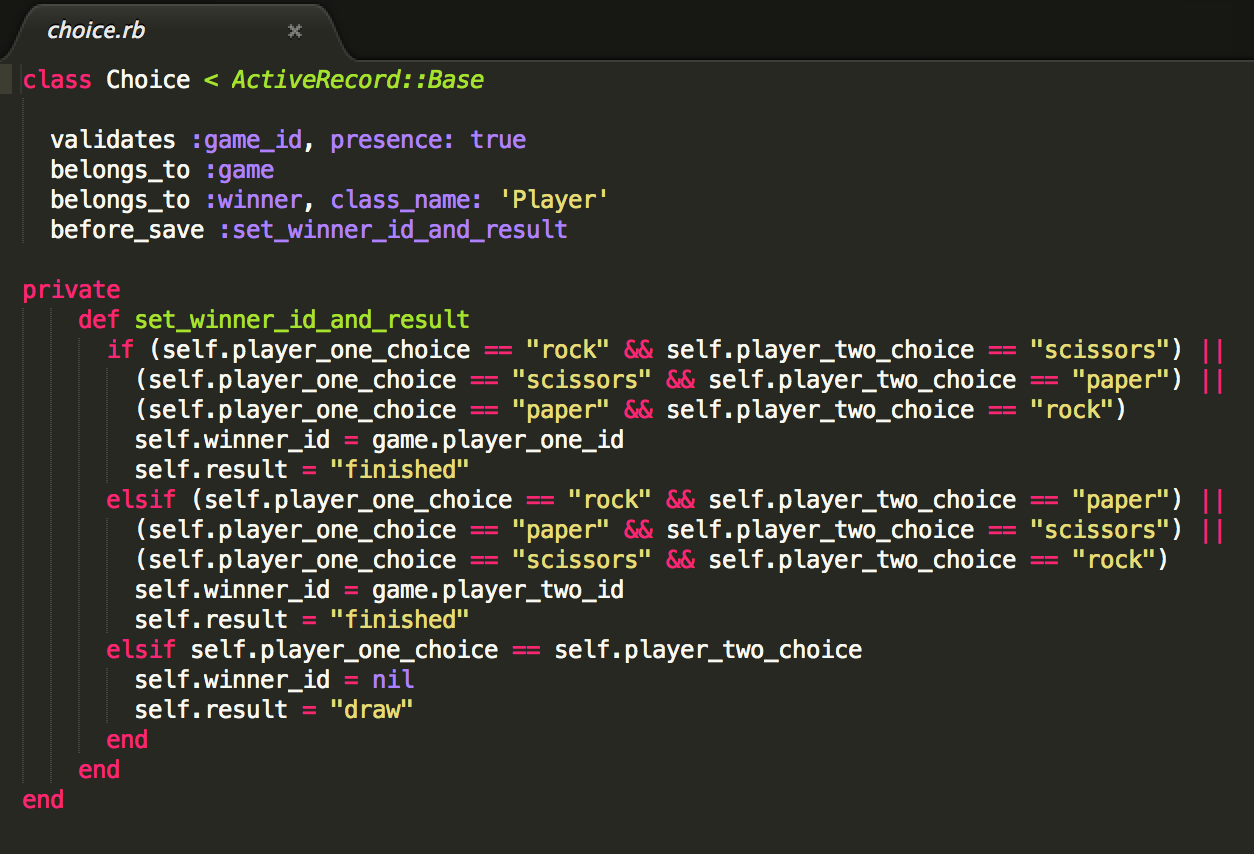 choice.rb
class Choice < ActiveRecord::Base
validates :game_id, presence: true
belongs_to :game
belongs_to :winner, class_name: 'Player'
before_save :set_winner_id_and_result
private
def set_winner_id_and_result
if (self.player_one_choice == "rock" && self.player_two_choice == "scissors") ||
(self.player_one_choice == "scissors" && self.player_two_choice == "paper") ||
(self.player_one_choice == "paper" && self.player_two_choice == "rock")
self.winner_id = game.player_one_id
self.result = "finished"
elsif (self.player_one_choice == "rock" && self.player_two_choice == "paper") ||
(self.player_one_choice == "paper" && self.player_two_choice == "scissors") ||
(self.player_one_choice == "scissors" && self.player_two_choice == "rock")
self.winner_id = game.player_two_id
self.result = "finished"
elsif self.player_one_choice == self.player_two_choice
self.winner_id = nil
self.result = "draw"
end
end
end